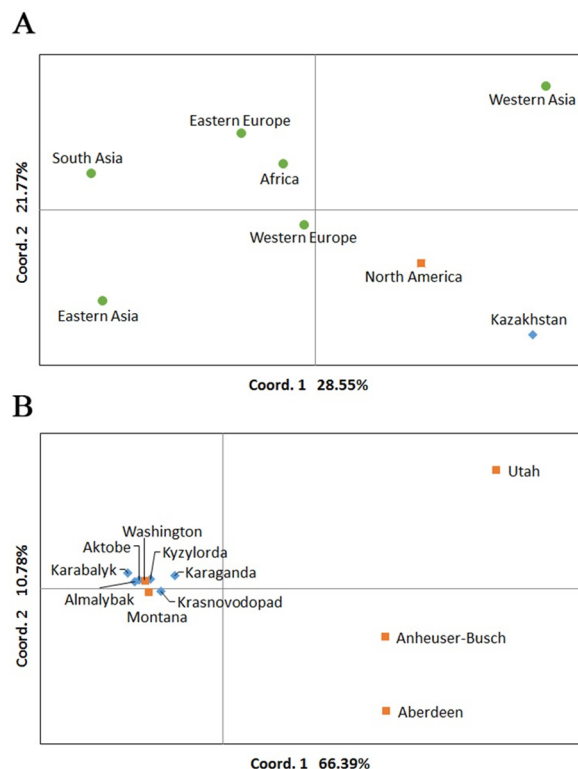 A
Western Asia
Eastern Europe
South Asia
Africa
Western Europe
North America
Eastern Asia
Kazakhstan
Coord. 2 21.77%
Coord. 1 28.55%
B
Utah
Washington
Aktobe
Kyzylorda
Karabalyk
Karaganda
Almalybak
Krasnovodopad
Montana
Anheuser-Busch
Aberdeen
Coord. 2 10.78%
Coord. 1 66.39%